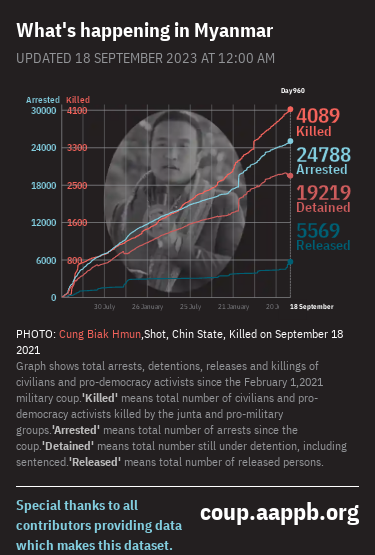 What's happening in Myanmar
UPDATED 18 SEPTEMBER 2023 AT 12:00 AM
Day960
Arrested Killed
30000 4100
24000 3300
18000 2500
12000 1600
6000 800
0
4089
Killed
24788
Arrested
19219
Detained
5569
Released
30 July 26 January 25 July 21 January 20 J 18 September
PHOTO: Cung Biak Hmun,Shot, Chin State, Killed on September 18
2021
Graph shows total arrests, detentions, releases and killings of
civilians and pro-democracy activists since the February 1,2021
military coup.'Killed' means total number of civilians and pro-
democracy activists killed by the junta and pro-military
groups.'Arrested' means total number of arrests since the
coup.'Detained' means total number still under detention, including
sentenced.'Released' means total number of released persons.
Special thanks to all
contributors providing data
which makes this dataset.
coup.aappb.org